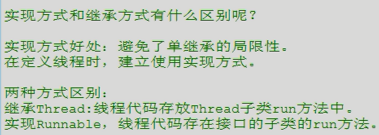 实现方式和继承方式有什么区别呢？
实现方式好处：避免了单继承的局限性。
在定义线程时，建立使用实现方式。
两种方式区别：
继承Thread:线程代码存放Thread子类run方法中。
实现Runnable，线程代码存在接口的子类的run方法。